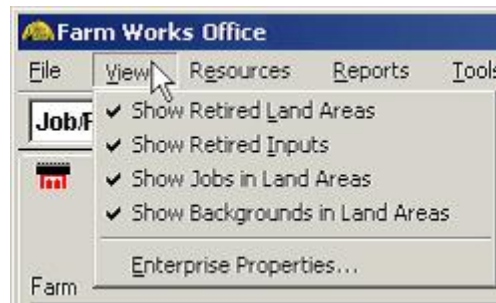 Farm Works Office
File View Resources Reports Tools
Show Retired Land Areas
Show Retired Inputs
Show Jobs in Land Areas
Show Backgrounds in Land Areas
Enterprise Properties...
Farm